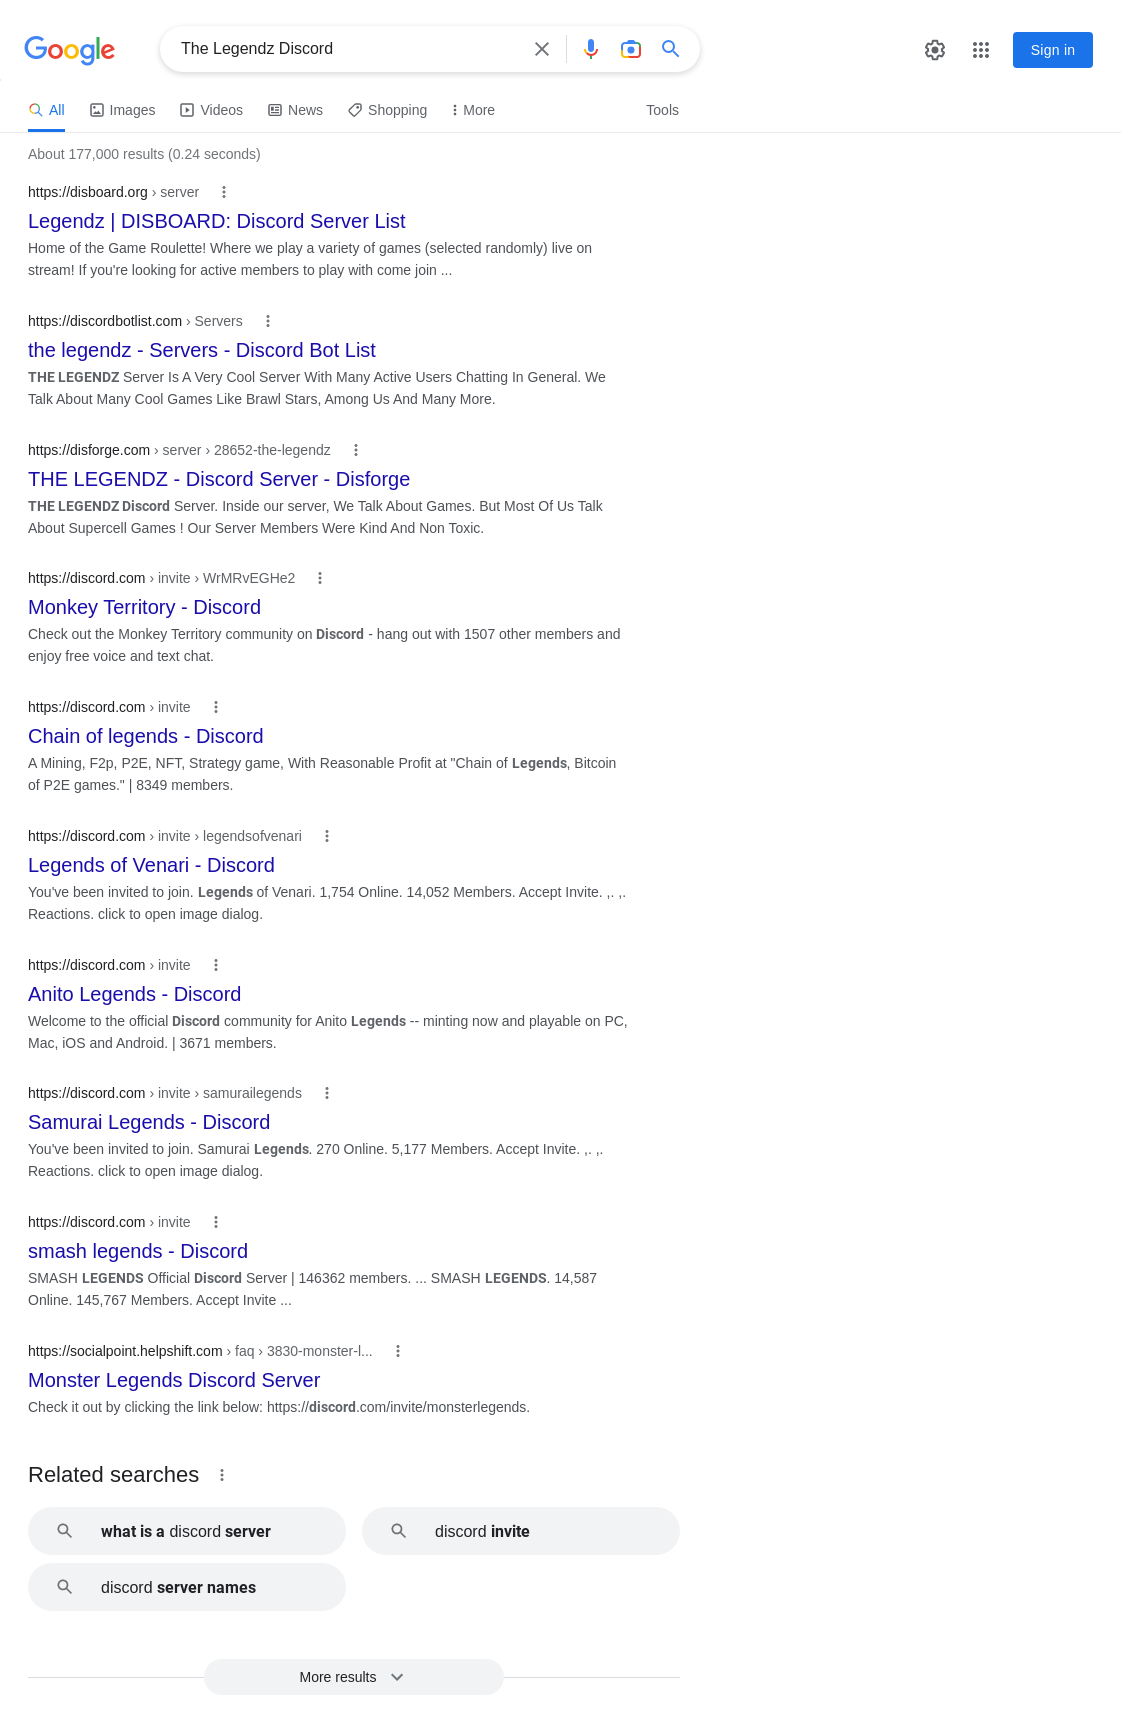 Google
The Legendz Discord
Sign in
All
Images
Videos
News
Shopping
More
Tools
About 177,000 results (0.24 seconds)
https://disboard.org › server
Legendz | DISBOARD: Discord Server List
Home of the Game Roulette! Where we play a variety of games (selected randomly) live on
stream! If you're looking for active members to play with come join ...
https://discordbotlist.com › Servers
the legendz - Servers - Discord Bot List
THE LEGENDZ Server Is A Very Cool Server With Many Active Users Chatting In General. We
Talk About Many Cool Games Like Brawl Stars, Among Us And Many More.
https://disforge.com › server › 28652-the-legendz
THE LEGENDZ - Discord Server - Disforge
THE LEGENDZ Discord Server. Inside our server, We Talk About Games. But Most Of Us Talk
About Supercell Games ! Our Server Members Were Kind And Non Toxic.
https://discord.com › invite › WrMRvEGHe2
Monkey Territory - Discord
Check out the Monkey Territory community on Discord - hang out with 1507 other members and
enjoy free voice and text chat.
https://discord.com › invite
Chain of legends - Discord
A Mining, F2p, P2E, NFT, Strategy game, With Reasonable Profit at "Chain of Legends, Bitcoin
of P2E games." | 8349 members.
https://discord.com › invite › legendsofvenari
Legends of Venari - Discord
You've been invited to join. Legends of Venari. 1,754 Online. 14,052 Members. Accept Invite. ,. ,.
Reactions. click to open image dialog.
https://discord.com › invite
Anito Legends - Discord
Welcome to the official Discord community for Anito Legends -- minting now and playable on PC,
Mac, iOS and Android. | 3671 members.
https://discord.com › invite › samurailegends
Samurai Legends - Discord
You've been invited to join. Samurai Legends. 270 Online. 5,177 Members. Accept Invite. ,. ,.
Reactions. click to open image dialog.
https://discord.com › invite
smash legends - Discord
SMASH LEGENDS Official Discord Server | 146362 members. ... SMASH LEGENDS. 14,587
Online. 145,767 Members. Accept Invite ...
https://socialpoint.helpshift.com › faq › 3830-monster-l...
Monster Legends Discord Server
Check it out by clicking the link below: https://discord.com/invite/monsterlegends.
Related searches
what is a discord server
discord invite
discord server names
More results